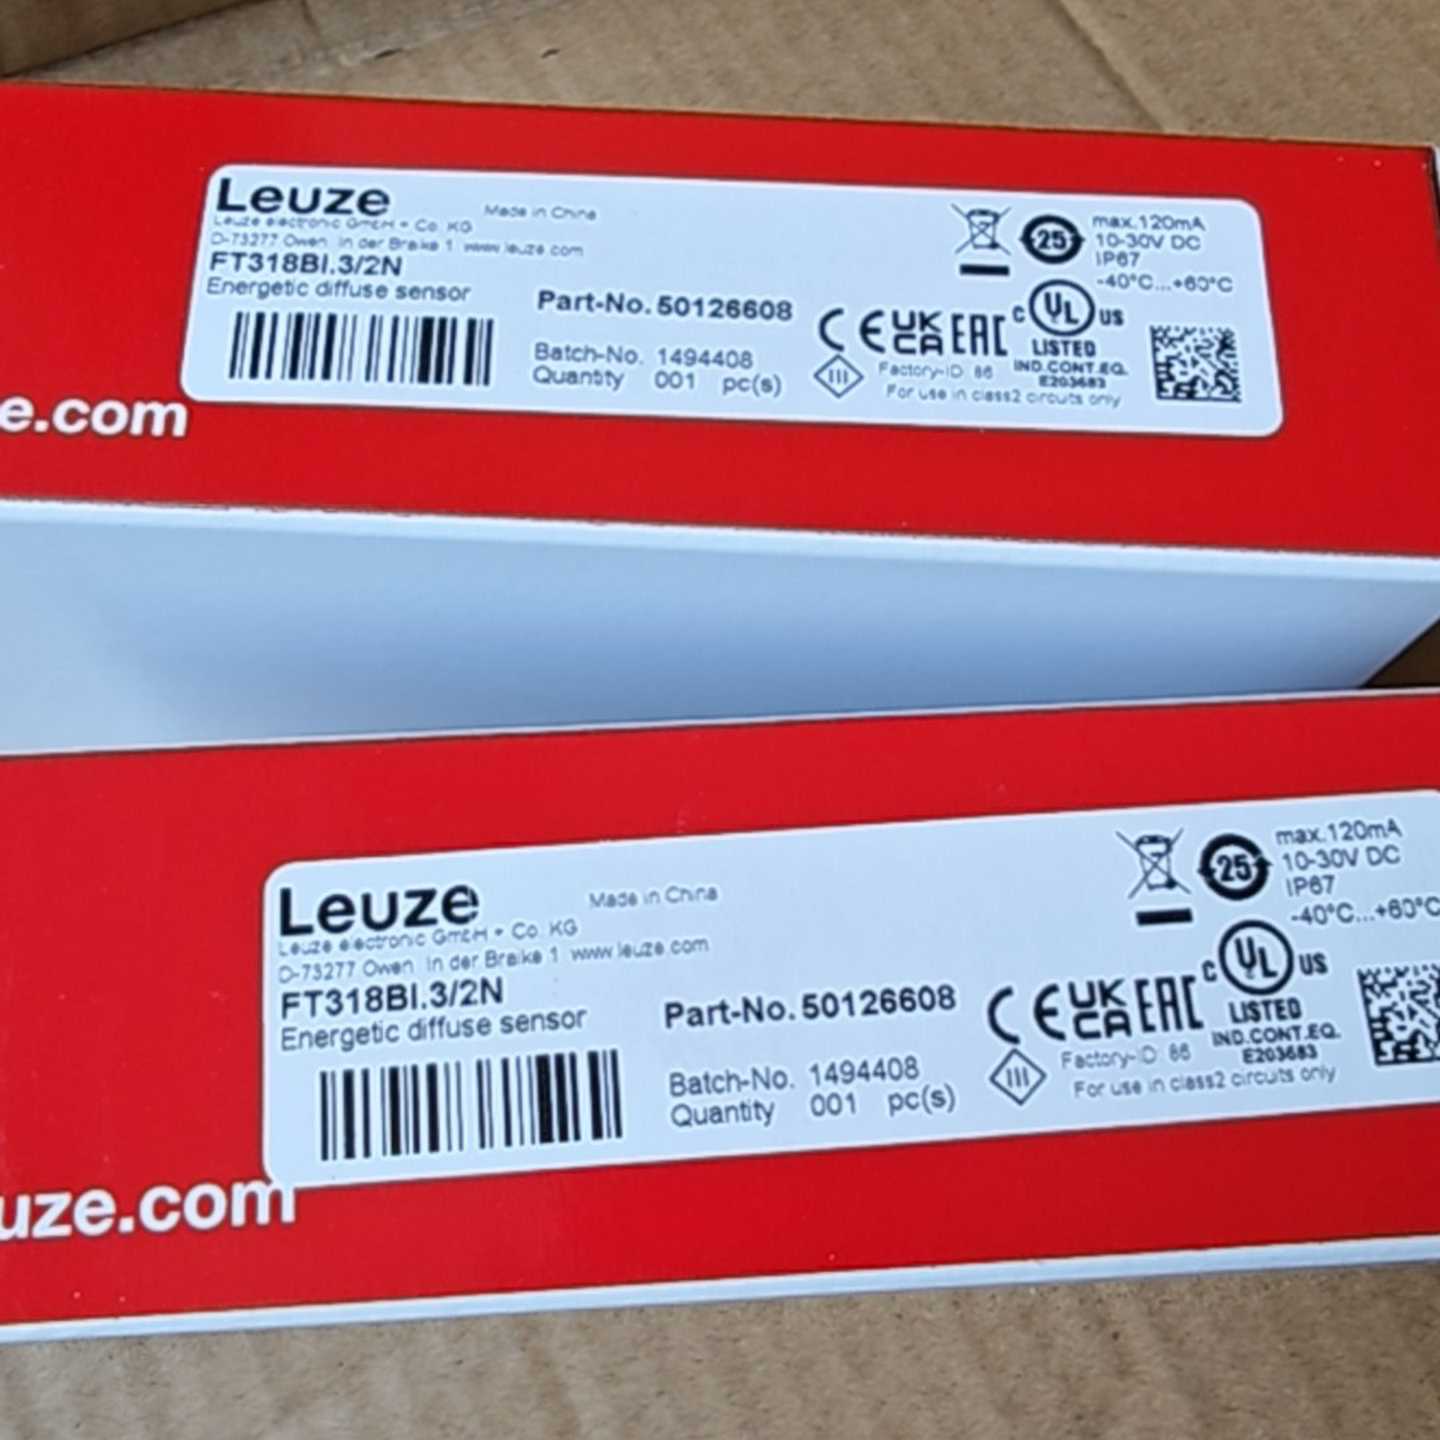 Leuze
Made in China
Leuze electronic GmbH + Co. KG
D-73277 Owen In der Braike 1 www.leuze.com
FT318BI.3/2N
Energetic diffuse sensor
Part-No. 50126608
Batch-No. 1494408
Quantity 001 pc(s)
25
max.120mA
10-30V DC
IP67
-40°C...+60°C
CE UK CA EAC
C UL US
LISTED
IND.CONT.EQ.
E203683
III
Factory-ID: 86
For use in class2 circuits only
e.com
Leuze
Made in China
Leuze electronic GmbH + Co. KG
D-73277 Owen In der Braike 1 www.leuze.com
FT318BI.3/2N
Energetic diffuse sensor
Part-No. 50126608
Batch-No. 1494408
Quantity 001 pc(s)
25
max.120mA
10-30V DC
IP67
-40°C...+60°C
CE UK CA EAC
C UL US
LISTED
IND.CONT.EQ.
E203683
III
Factory-ID: 86
For use in class2 circuits only
uze.com